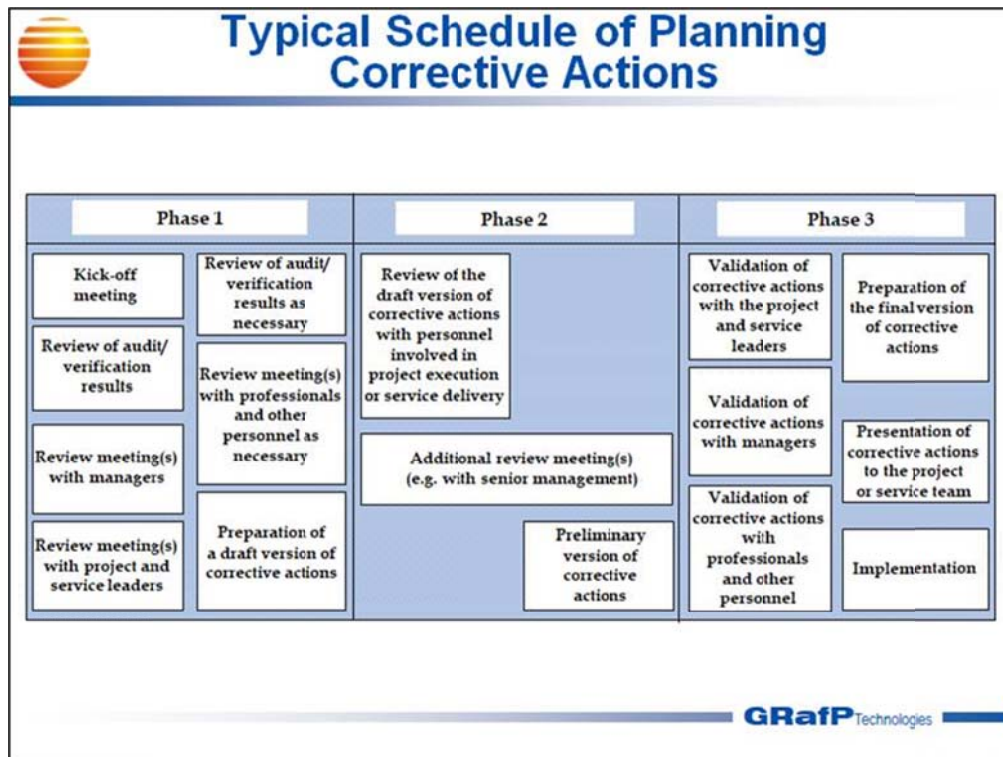 Typical Schedule of Planning
Corrective Actions
Phase 1
Kick-off
meeting
Review of audit/
verification
results
Review meeting(s)
with managers
Review meeting(s)
with project and
service leaders
Review of audit/
verification
results as
necessary
Review meeting(s)
with professionals
and other
personnel as
necessary
Preparation of
a draft version of
corrective actions
Phase 2
Review of the
draft version of
corrective actions
with personnel
involved in
project execution
or service delivery
Additional review meeting(s)
(e.g. with senior management)
Preliminary
version of
corrective
actions
Phase 3
Validation of
corrective actions
with the project
and service
leaders
Validation of
corrective actions
with managers
Validation of
corrective actions
with
professionals
and other
personnel
Preparation of
the final version
of corrective
actions
Presentation of
corrective actions
to the project
or service team
Implementation
GRafP Technologies